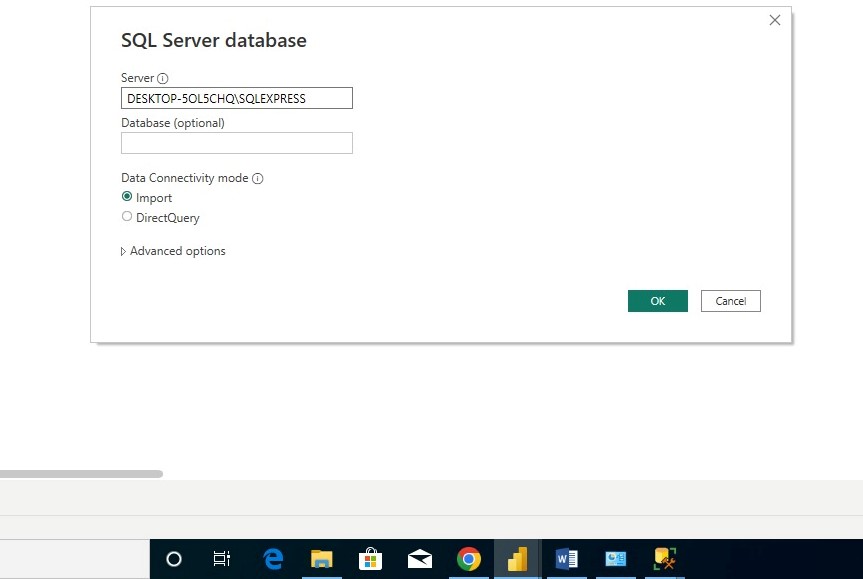 SQL Server database
Server
DESKTOP-5OL5CHQ\SQLEXPRESS
Database (optional)
Data Connectivity mode
Import
DirectQuery
Advanced options
OK Cancel